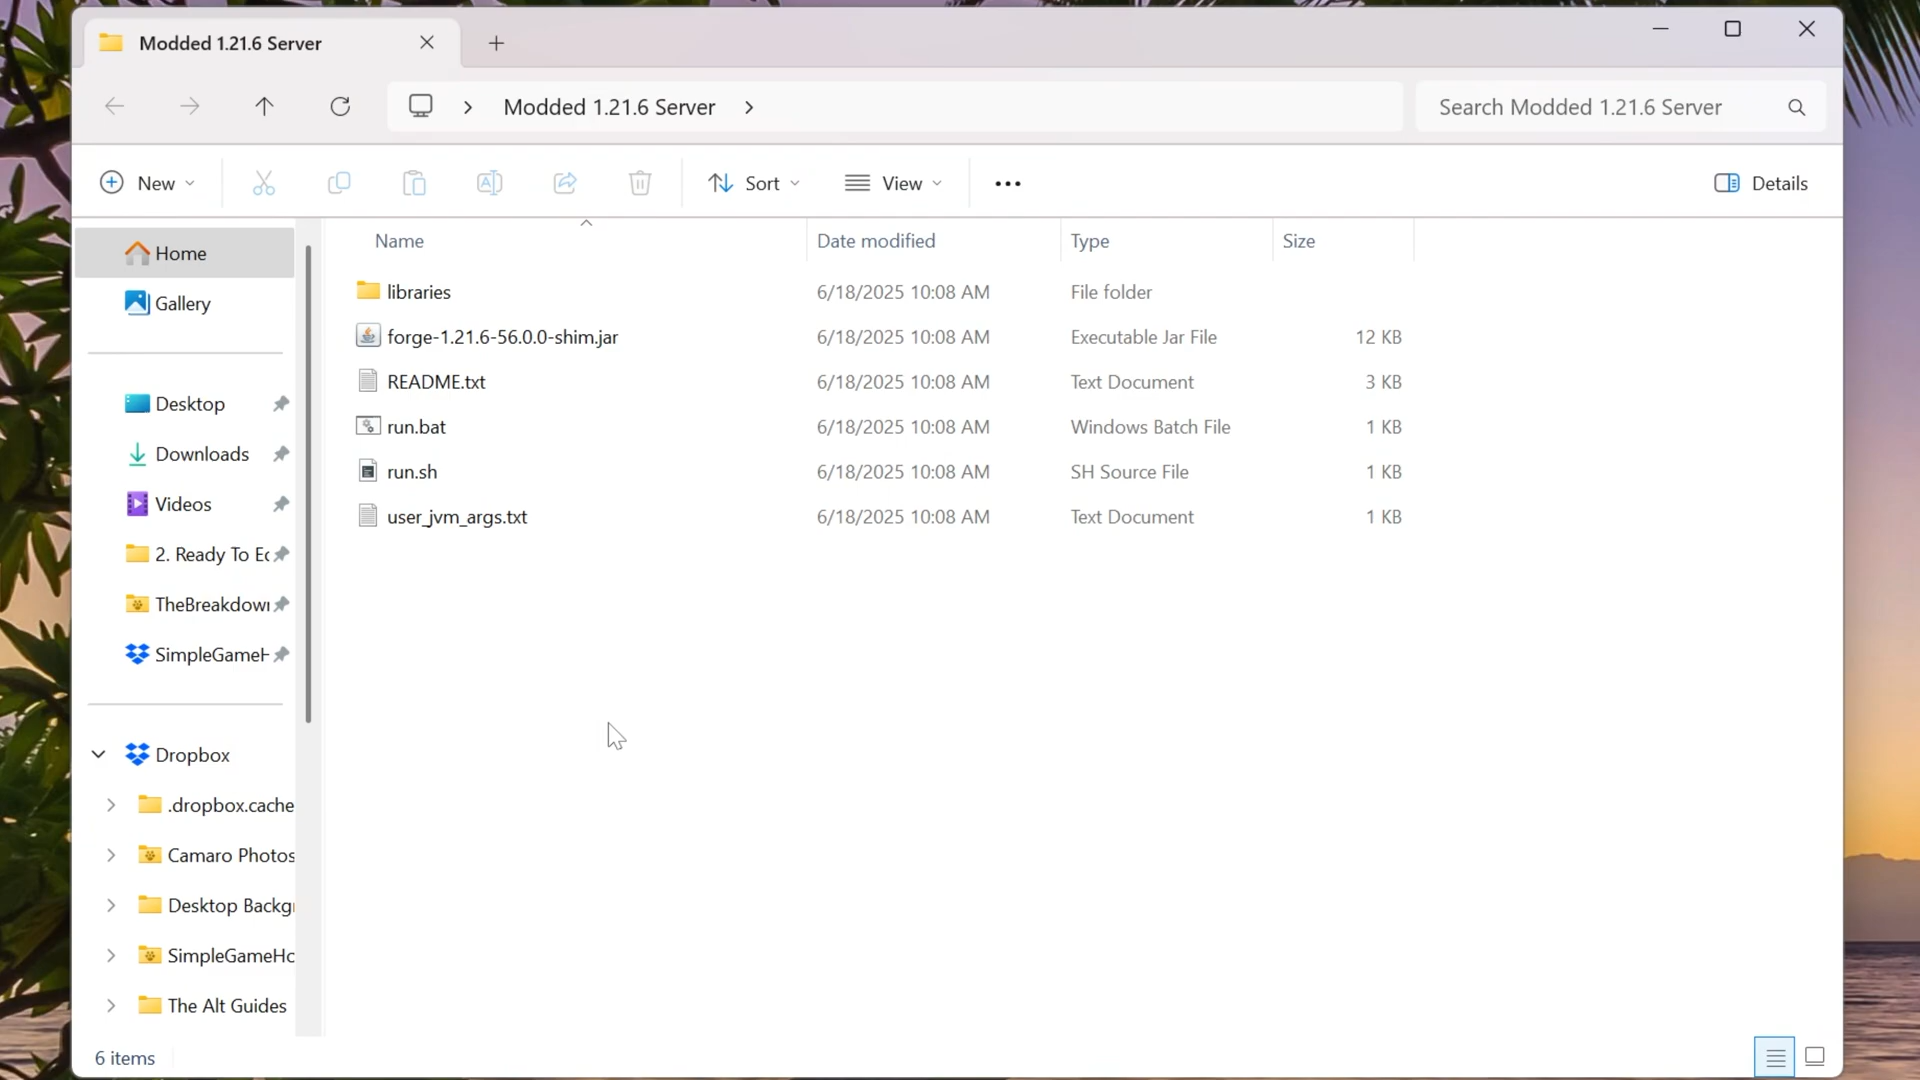 Modded 1.21.6 Server
Modded 1.21.6 Server
Search Modded 1.21.6 Server
New
Sort
View
Details
Home
Gallery
Desktop
Downloads
Videos
2. Ready To Ec
TheBreakdow
SimpleGameH
Dropbox
.dropbox.cache
Camaro Photos
Desktop Backgr
SimpleGameHo
The Alt Guides
Name Date modified Type Size
libraries 6/18/2025 10:08 AM File folder
forge-1.21.6-56.0.0-shim.jar 6/18/2025 10:08 AM Executable Jar File 12 KB
README.txt 6/18/2025 10:08 AM Text Document 3 KB
run.bat 6/18/2025 10:08 AM Windows Batch File 1 KB
run.sh 6/18/2025 10:08 AM SH Source File 1 KB
user_jvm_args.txt 6/18/2025 10:08 AM Text Document 1 KB
6 items